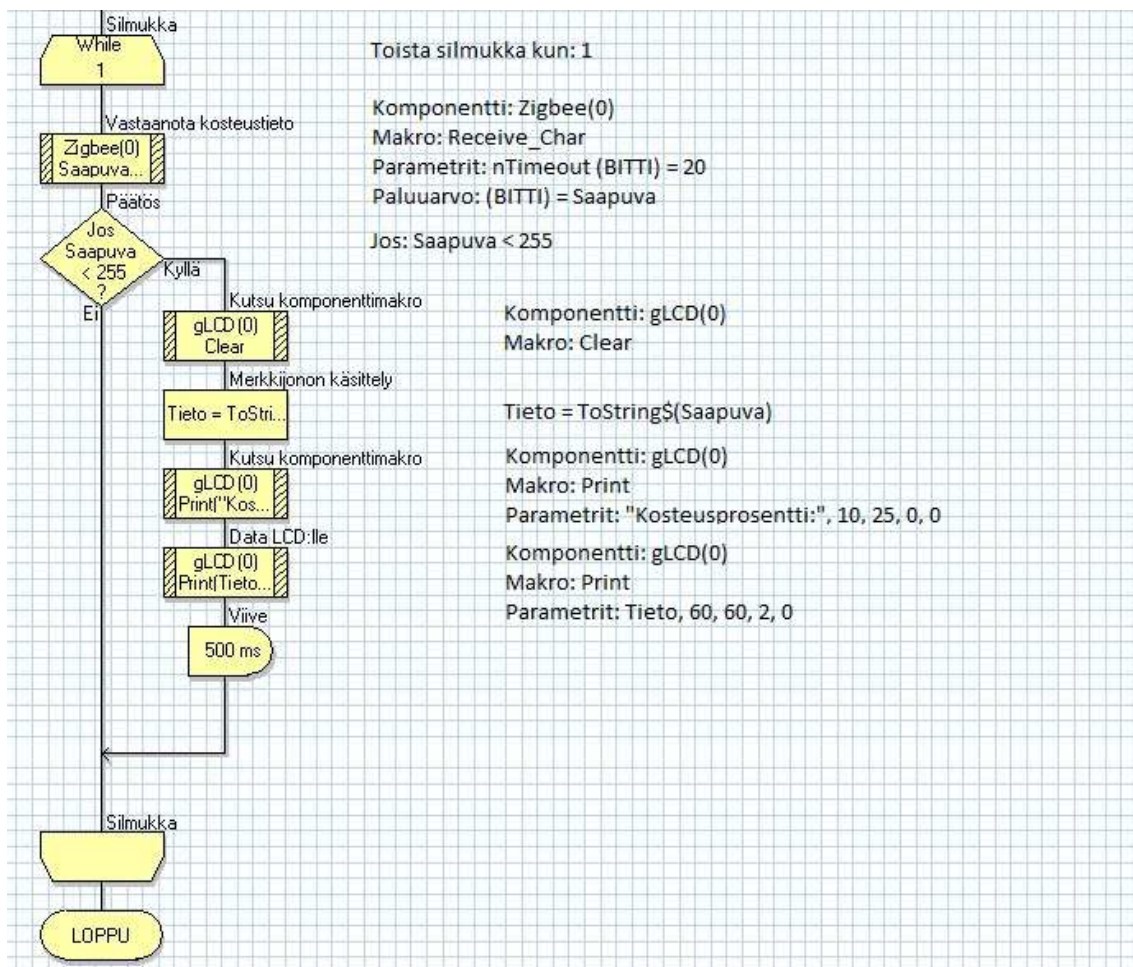 Silmukka
While
1
Toista silmukka kun: 1
Vastaanota kosteustieto
Zigbee(0)
Saapuva...
Komponentti: Zigbee(0)
Makro: Receive_Char
Parametrit: nTimeout (BITTI) = 20
Paluuarvo: (BITTI) = Saapuva
Päätös
Jos
Saapuva
< 255
?
Kyllä
Ei
Jos: Saapuva < 255
Kutsu komponenttimakro
gLCD(0)
Clear
Komponentti: gLCD(0)
Makro: Clear
Merkkijonon käsittely
Tieto = ToStri...
Tieto = ToString$(Saapuva)
Kutsu komponenttimakro
gLCD(0)
Print("Kos...
Komponentti: gLCD(0)
Makro: Print
Parametrit: "Kosteusprosentti:", 10, 25, 0, 0
Data LCD:lle
gLCD(0)
Print(Tieto...
Komponentti: gLCD(0)
Makro: Print
Parametrit: Tieto, 60, 60, 2, 0
Viive
500 ms
Silmukka
LOPPU